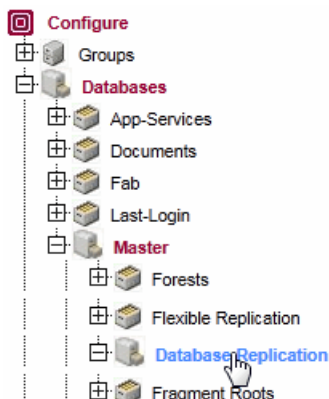 Configure
Groups
Databases
App-Services
Documents
Fab
Last-Login
Master
Forests
Flexible Replication
Database Replication
Fragment Roots